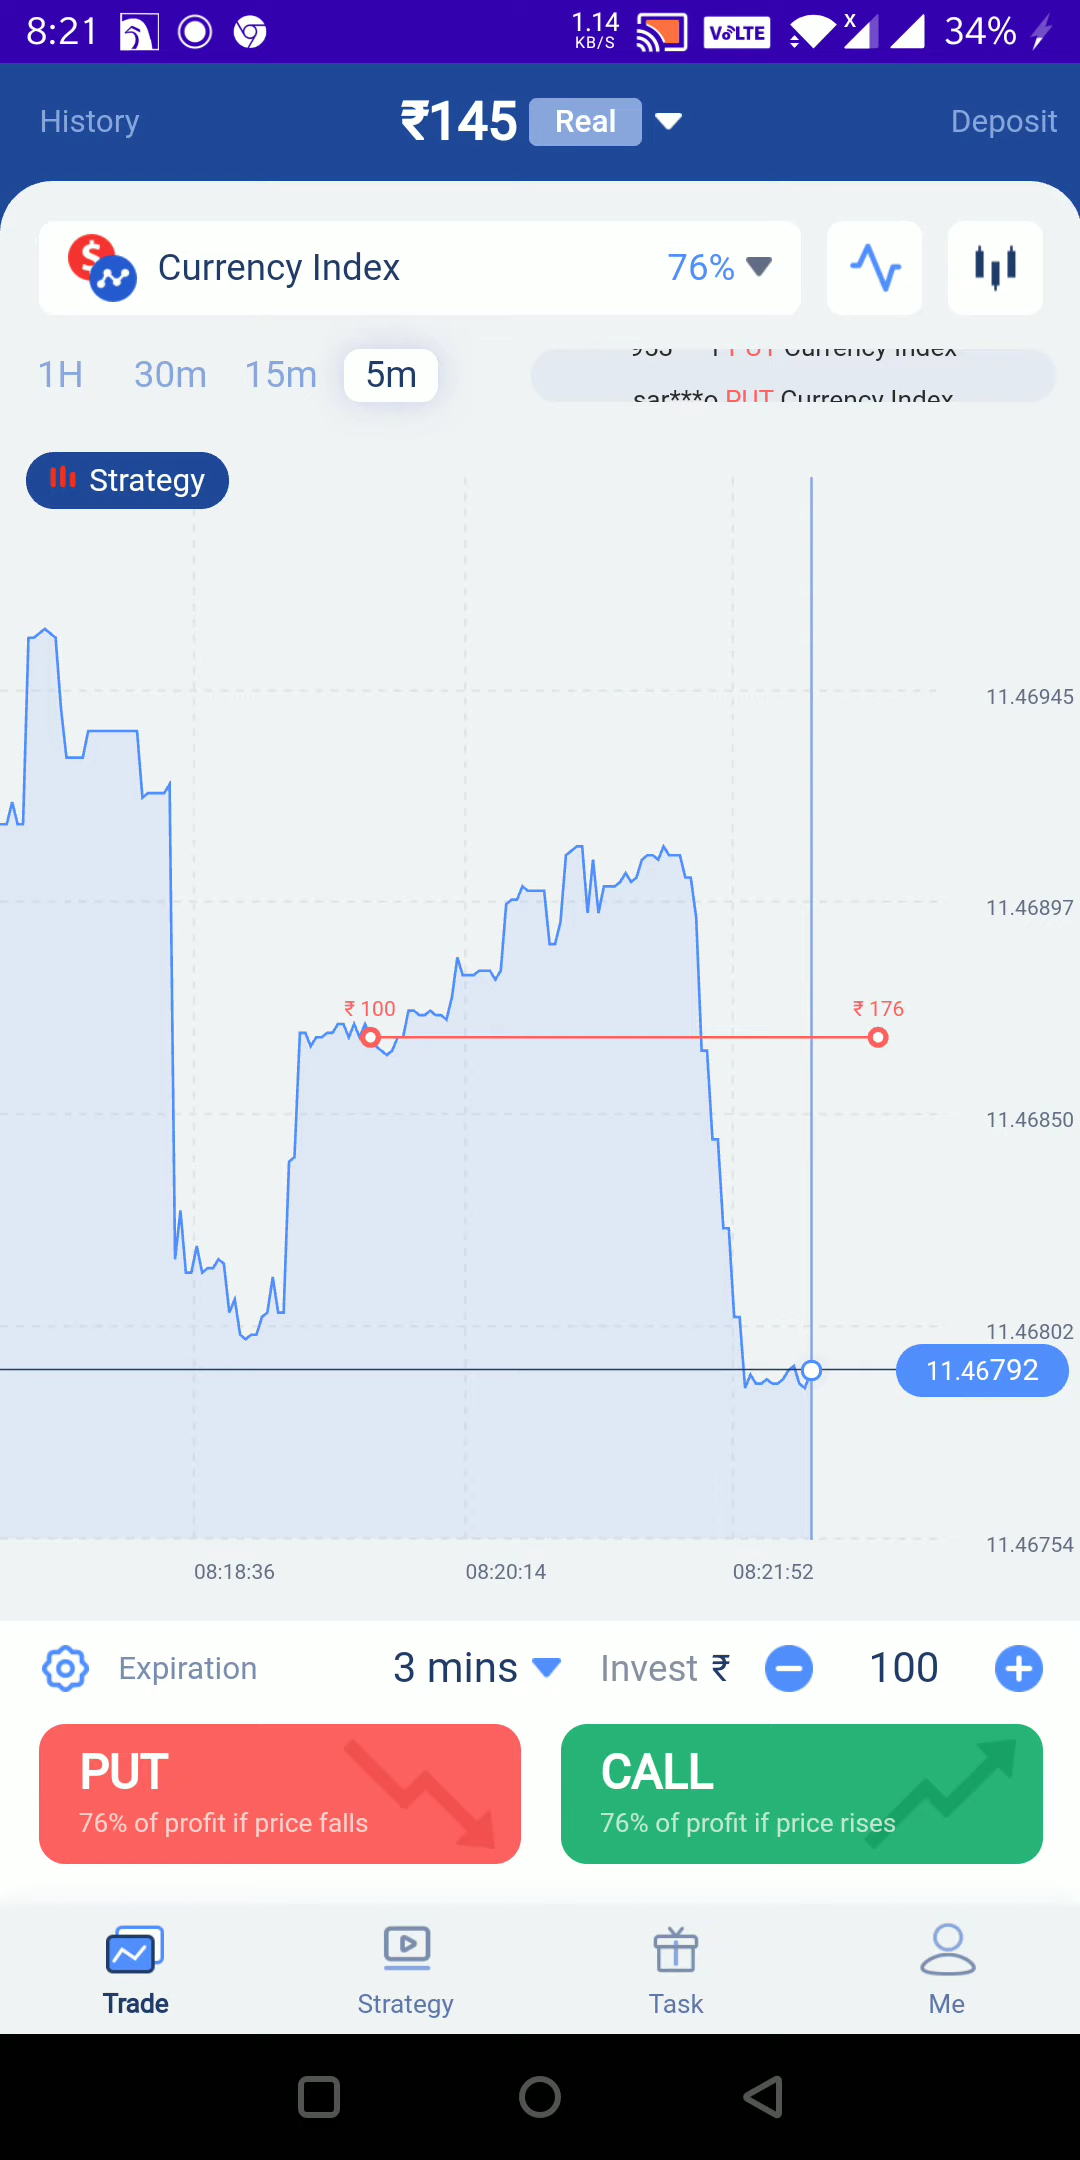 8:21 1.14 KB/S VoLTE x 34%
History ₹145 Real Deposit
Currency Index 76%
1H 30m 15m 5m
PUT Currency Index
sar***o PUT Currency Index
Strategy
11.46945
11.46897
₹ 100 ₹ 176
11.46850
11.46802
11.46792
11.46754
08:18:36 08:20:14 08:21:52
Expiration 3 mins Invest ₹ 100
PUT
76% of profit if price falls
CALL
76% of profit if price rises
Trade Strategy Task Me